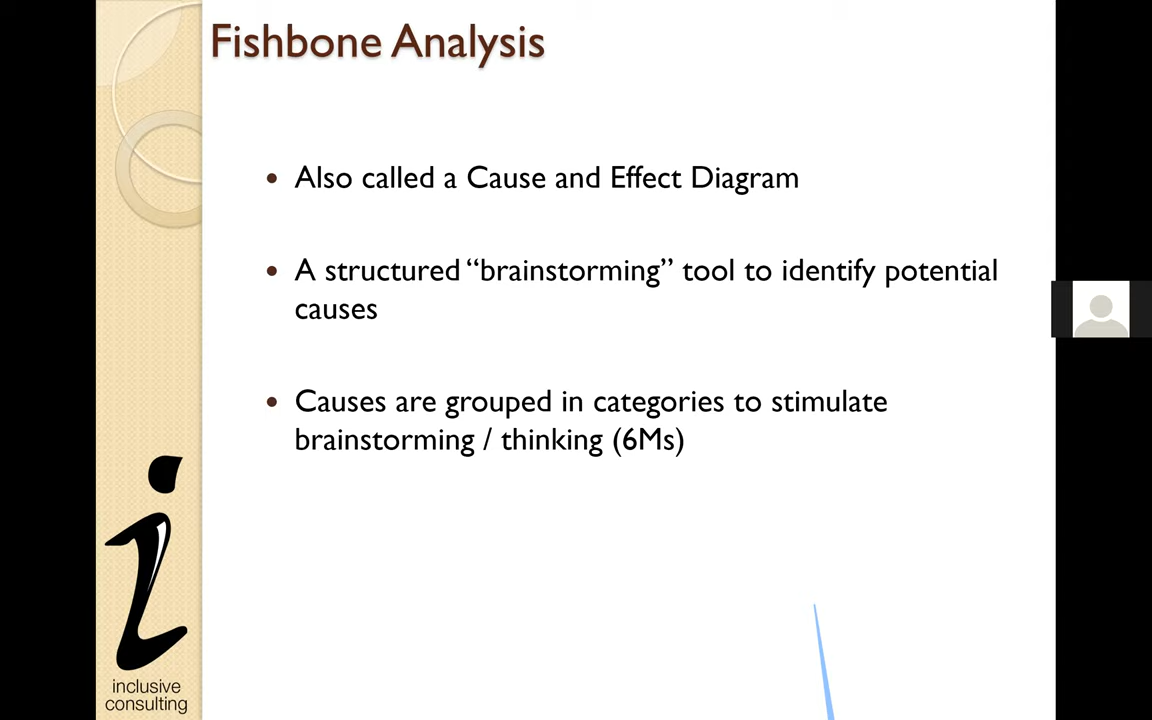 Fishbone Analysis
• Also called a Cause and Effect Diagram
• A structured “brainstorming” tool to identify potential
causes
• Causes are grouped in categories to stimulate
brainstorming / thinking (6Ms)
i
inclusive
consulting